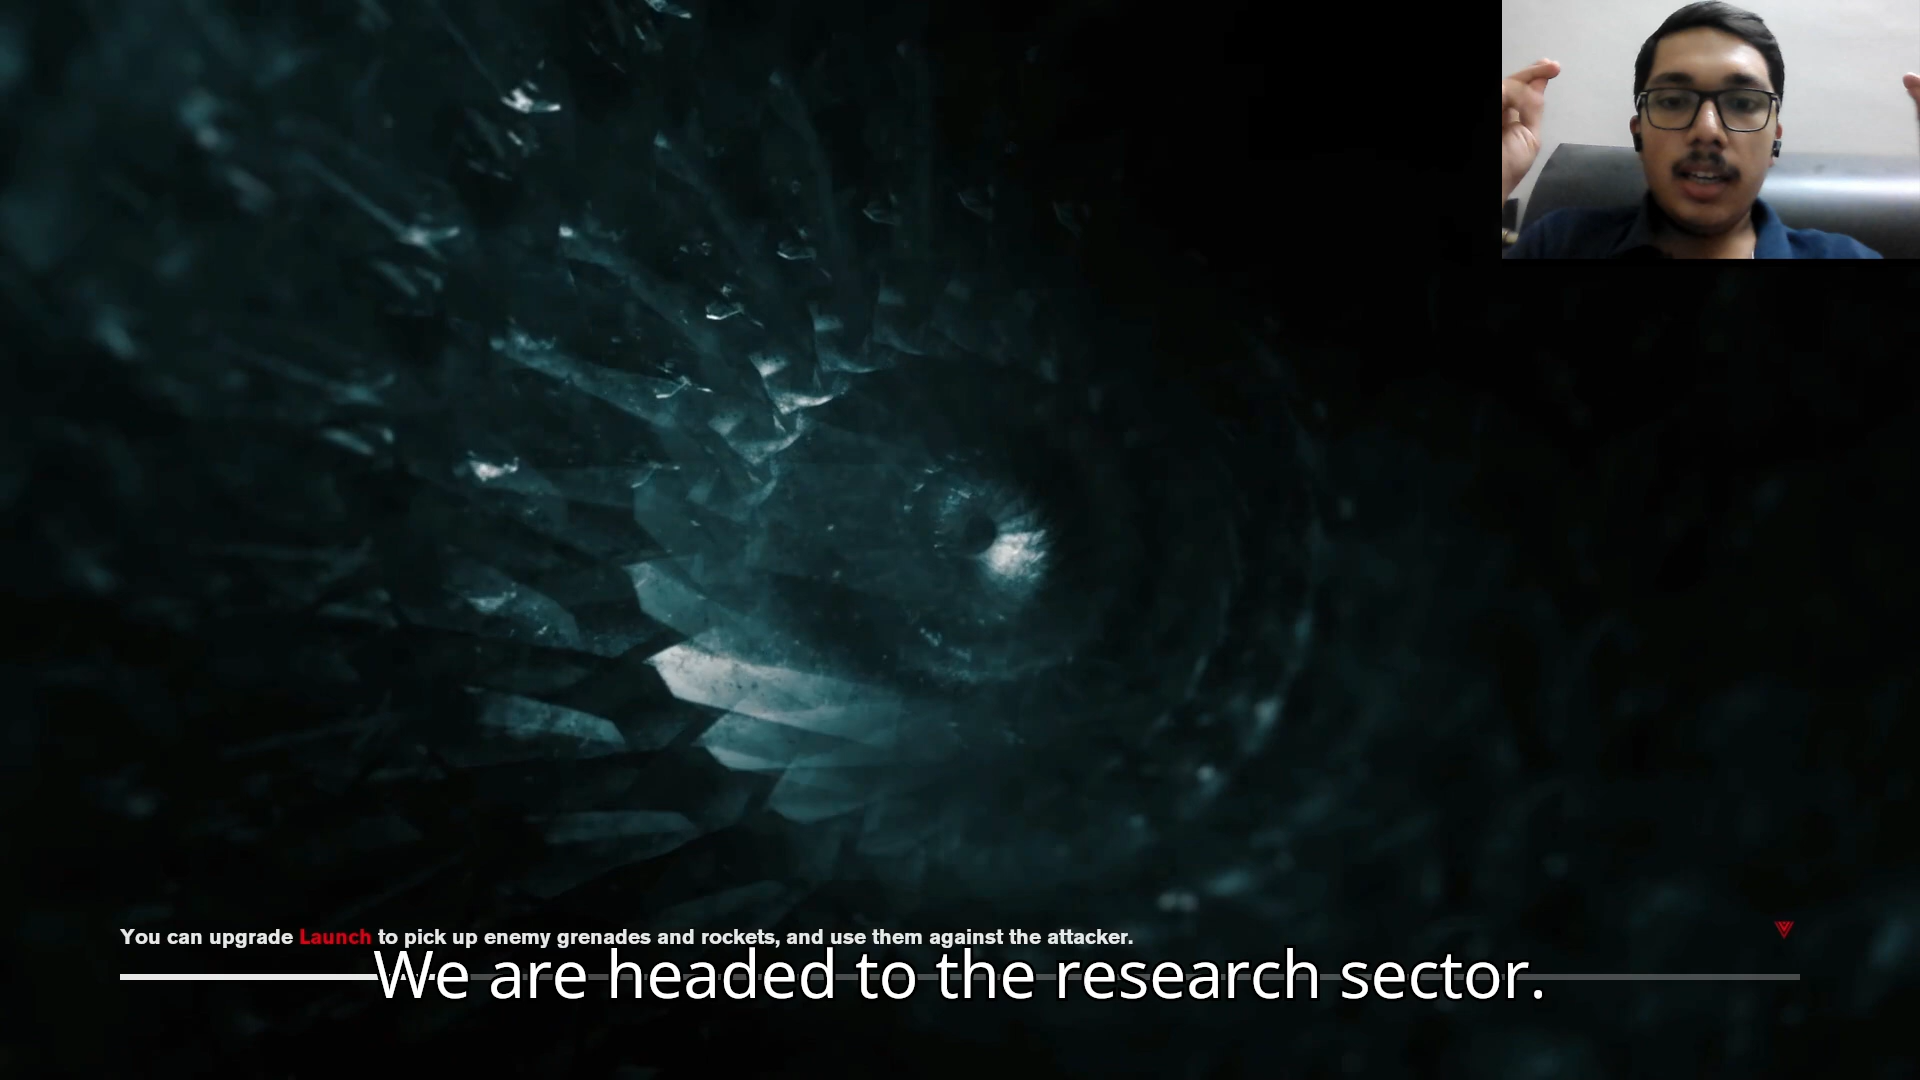 You can upgrade Launch to pick up enemy grenades and rockets, and use them against the attacker.
We are headed to the research sector.